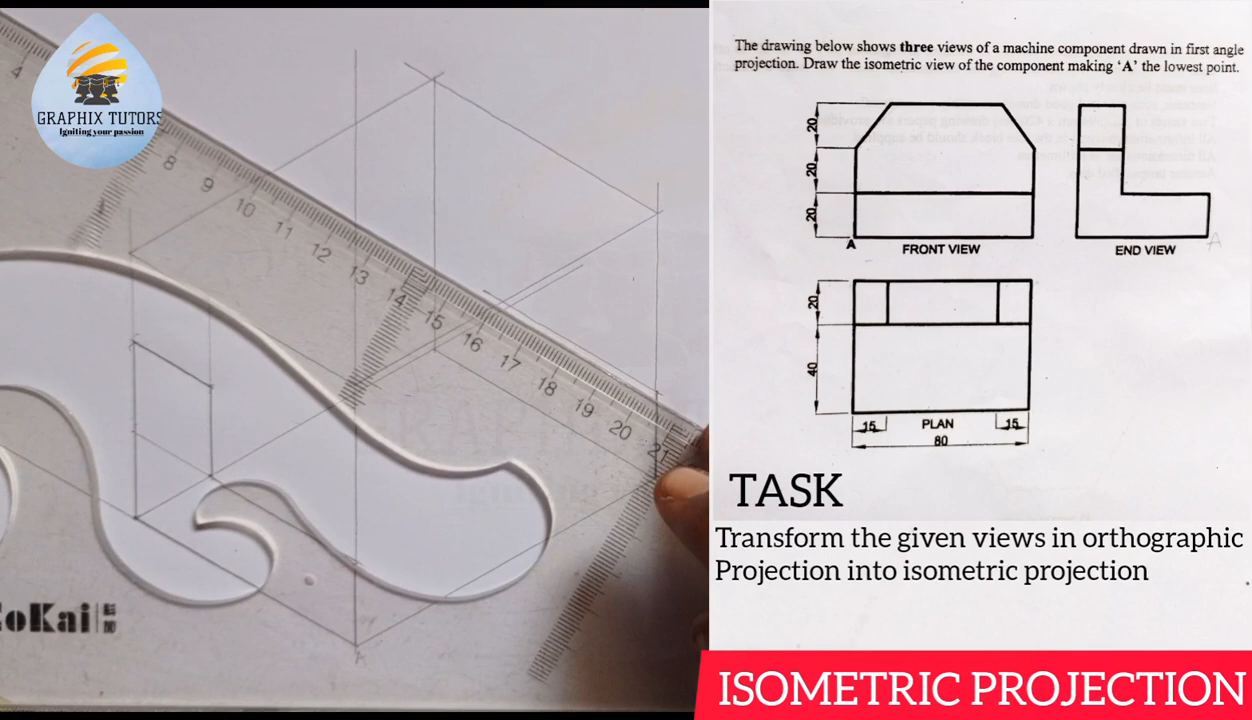 GRAPHIX TUTORS
Igniting your passion
4
8
9
10
11
12
13
14
15
16
17
18
19
20
21
The drawing below shows three views of a machine component drawn in first angle
projection. Draw the isometric view of the component making ‘A’ the lowest point.
20
20
20
A
FRONT VIEW
END VIEW
A
20
40
15
PLAN
15
80
TASK
Transform the given views in orthographic
Projection into isometric projection
ISOMETRIC PROJECTION